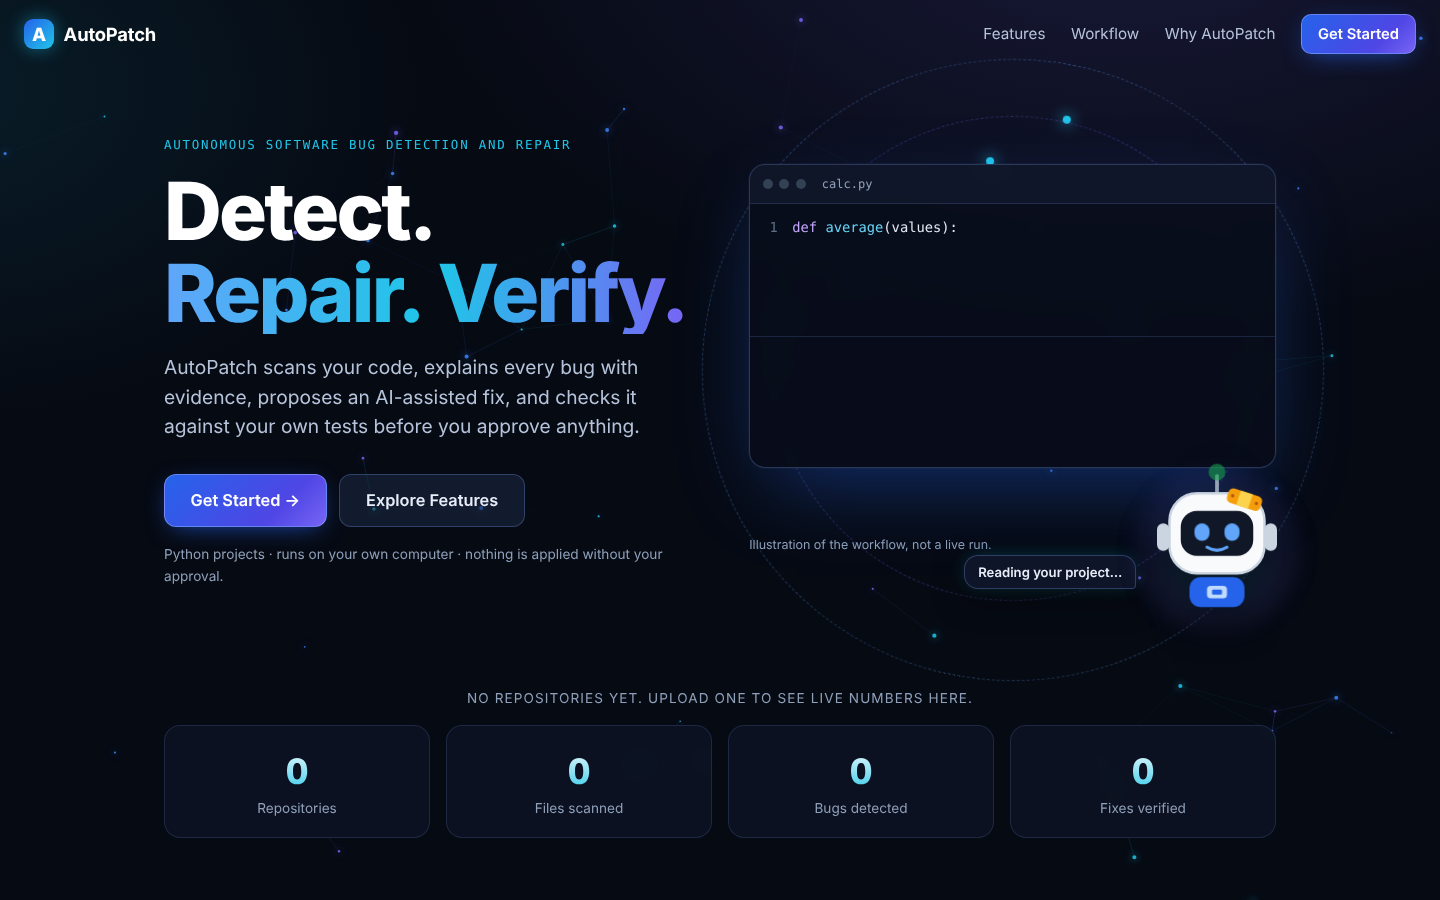 A AutoPatch
Features Workflow Why AutoPatch Get Started
AUTONOMOUS SOFTWARE BUG DETECTION AND REPAIR
Detect.
Repair. Verify.
AutoPatch scans your code, explains every bug with
evidence, proposes an AI-assisted fix, and checks it
against your own tests before you approve anything.
Get Started →
Explore Features
Python projects · runs on your own computer · nothing is applied without your
approval.
calc.py
1 def average(values):
Illustration of the workflow, not a live run.
Reading your project...
NO REPOSITORIES YET. UPLOAD ONE TO SEE LIVE NUMBERS HERE.
0
Repositories
0
Files scanned
0
Bugs detected
0
Fixes verified